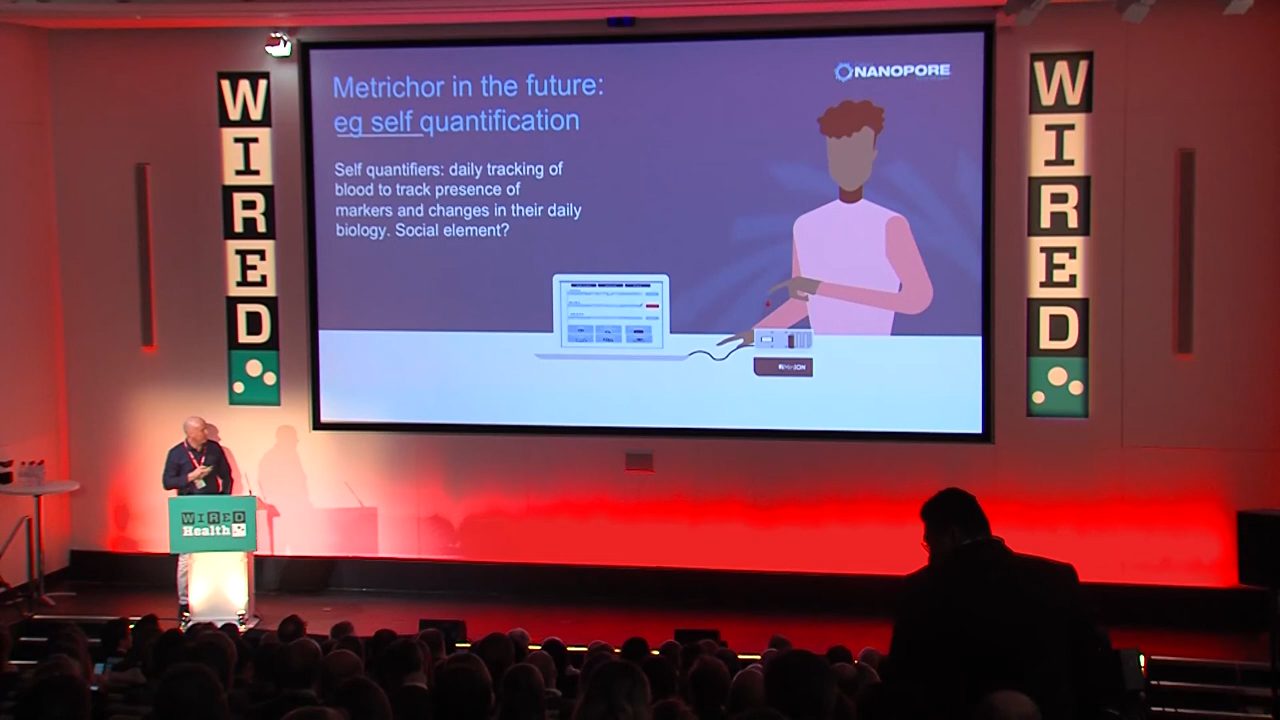 WIRED
Metrichor in the future:
eg self quantification
NANOPORE
Self quantifiers: daily tracking of
blood to track presence of
markers and changes in their daily
biology. Social element?
WIRED
WIRED
Health